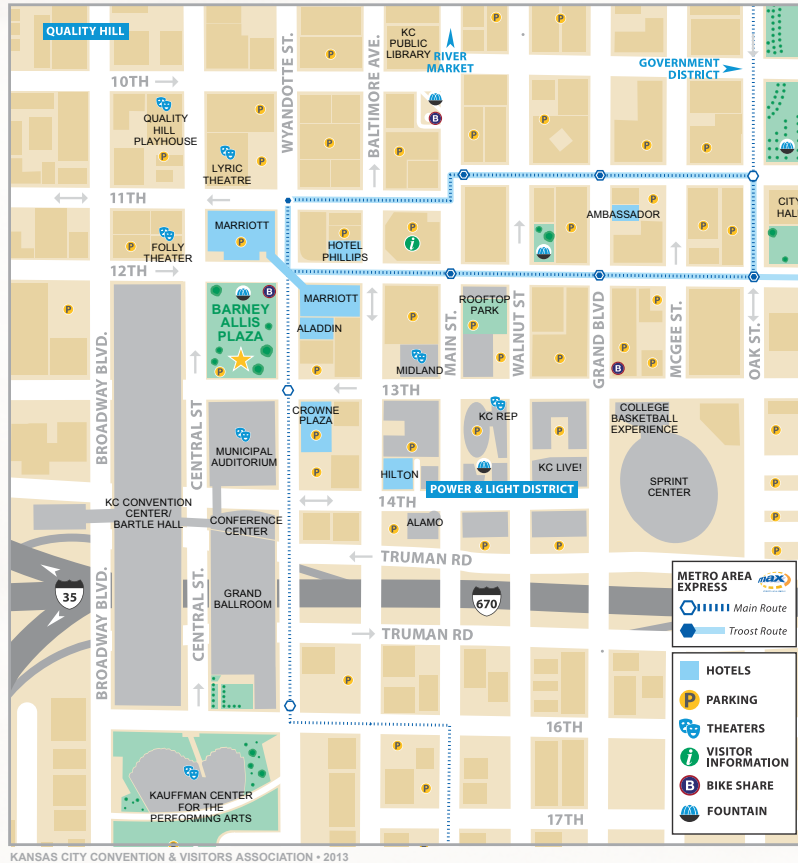 QUALITY HILL
WYANDOTTE ST.
BALTIMORE AVE.
KC
PUBLIC
LIBRARY
RIVER
MARKET
GOVERNMENT
DISTRICT
P
P
P
10TH
QUALITY
HILL
PLAYHOUSE
P
P
LYRIC
THEATRE
P
B
P
P
P
P
P
11TH
MARRIOTT
P
FOLLY
THEATER
P
P
HOTEL
PHILLIPS
P
i
P
AMBASSADOR
P
P
P
CITY
HALL
12TH
P
B
BARNEY
ALLIS
PLAZA
P
MARRIOTT
ALADDIN
P
P
MIDLAND
MAIN ST.
ROOFTOP
PARK
P
P
WALNUT ST
P
GRAND BLVD
P
P
P
B
MCGEE ST.
OAK ST.
BROADWAY BLVD.
CENTRAL ST
13TH
MUNICIPAL
AUDITORIUM
CROWNE
PLAZA
P
P
P
HILTON
KC REP
P
P
KC LIVE!
COLLEGE
BASKETBALL
EXPERIENCE
SPRINT
CENTER
P
P
P
P
POWER & LIGHT DISTRICT
14TH
KC CONVENTION
CENTER/
BARTLE HALL
CONFERENCE
CENTER
P
ALAMO
P
P
TRUMAN RD
35
BROADWAY BLVD.
CENTRAL ST.
GRAND
BALLROOM
670
TRUMAN RD
P
16TH
P
P
KAUFFMAN CENTER
FOR THE
PERFORMING ARTS
17TH
METRO AREA
EXPRESS
max
Main Route
Troost Route
HOTELS
P PARKING
THEATERS
i VISITOR
INFORMATION
B BIKE SHARE
FOUNTAIN
KANSAS CITY CONVENTION & VISITORS ASSOCIATION • 2013